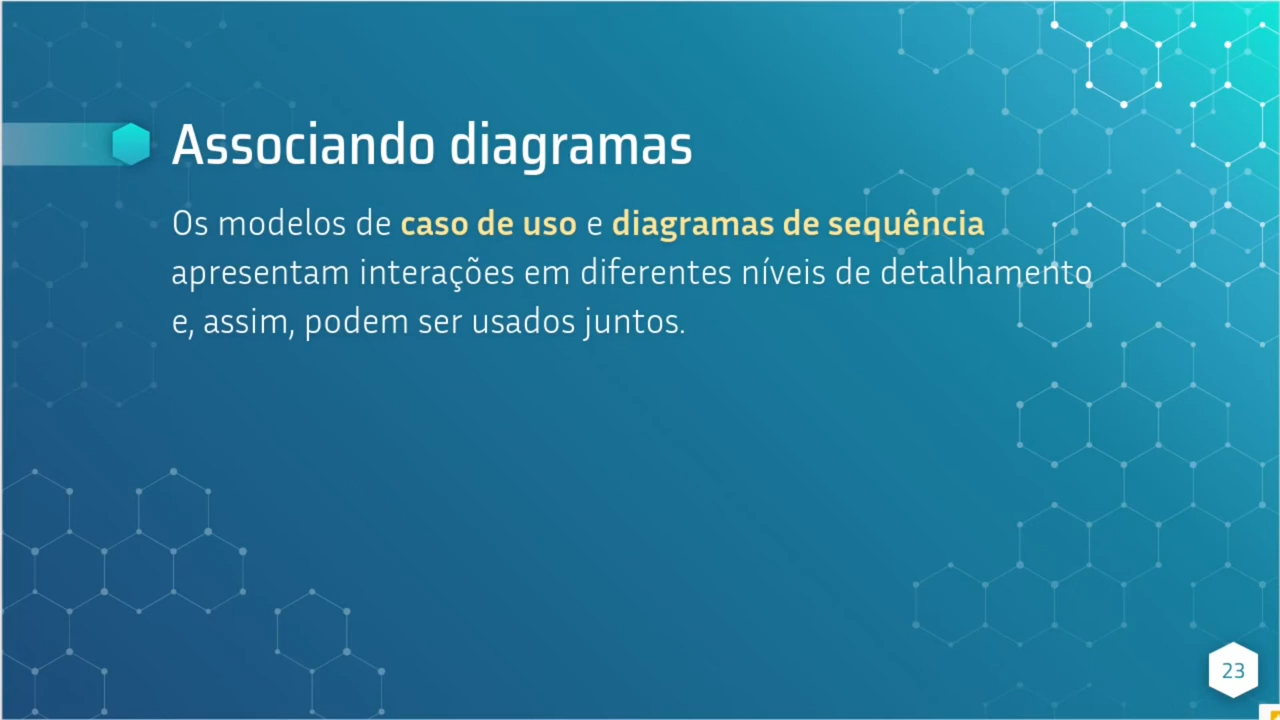 Associando diagramas
Os modelos de caso de uso e diagramas de sequência
apresentam interações em diferentes níveis de detalhamento
e, assim, podem ser usados juntos.
23